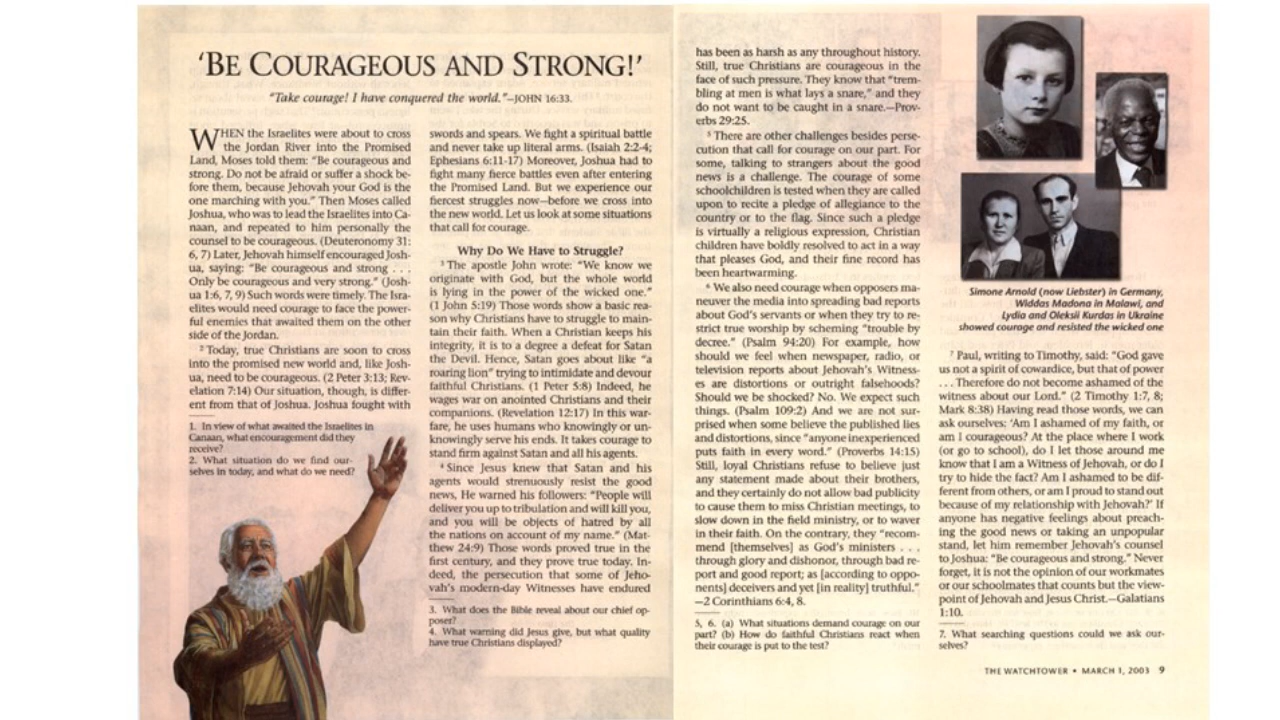 ‘BE COURAGEOUS AND STRONG!’
“Take courage! I have conquered the world.”—JOHN 16:33.
WHEN the Israelites were about to cross
the Jordan River into the Promised
Land, Moses told them: “Be courageous and
strong. Do not be afraid or suffer a shock be-
fore them, because Jehovah your God is the
one marching with you.” Then Moses called
Joshua, who was to lead the Israelites into Ca-
naan, and repeated to him personally the
counsel to be courageous. (Deuteronomy 31:
6, 7) Later, Jehovah himself encouraged Josh-
ua, saying: “Be courageous and strong . . .
Only be courageous and very strong.” (Josh-
ua 1:6, 7, 9) Such words were timely. The Isra-
elites would need courage to face the power-
ful enemies that awaited them on the other
side of the Jordan.
2 Today, true Christians are soon to cross
into the promised new world and, like Josh-
ua, need to be courageous. (2 Peter 3:13; Rev-
elation 7:14) Our situation, though, is differ-
ent from that of Joshua. Joshua fought with
1. In view of what awaited the Israelites in
Canaan, what encouragement did they
receive?
2. What situation do we find our-
selves in today, and what do we need?
swords and spears. We fight a spiritual battle
and never take up literal arms. (Isaiah 2:2-4;
Ephesians 6:11-17) Moreover, Joshua had to
fight many fierce battles even after entering
the Promised Land. But we experience our
fiercest struggles now—before we cross into
the new world. Let us look at some situations
that call for courage.
Why Do We Have to Struggle?
3 The apostle John wrote: “We know we
originate with God, but the whole world
is lying in the power of the wicked one.”
(1 John 5:19) Those words show a basic rea-
son why Christians have to struggle to main-
tain their faith. When a Christian keeps his
integrity, it is to a degree a defeat for Satan
the Devil. Hence, Satan goes about like “a
roaring lion” trying to intimidate and devour
faithful Christians. (1 Peter 5:8) Indeed, he
wages war on anointed Christians and their
companions. (Revelation 12:17) In this war-
fare, he uses humans who knowingly or un-
knowingly serve his ends. It takes courage to
stand firm against Satan and all his agents.
4 Since Jesus knew that Satan and his
agents would strenuously resist the good
news, He warned his followers: “People will
deliver you up to tribulation and will kill you,
and you will be objects of hatred by all
the nations on account of my name.” (Mat-
thew 24:9) Those words proved true in the
first century, and they prove true today. In-
deed, the persecution that some of Jeho-
vah’s modern-day Witnesses have endured
3. What does the Bible reveal about our chief op-
poser?
4. What warning did Jesus give, but what quality
have true Christians displayed?
has been as harsh as any throughout history.
Still, true Christians are courageous in the
face of such pressure. They know that “trem-
bling at men is what lays a snare,” and they
do not want to be caught in a snare.—Prov-
erbs 29:25.
5 There are other challenges besides perse-
cution that call for courage on our part. For
some, talking to strangers about the good
news is a challenge. The courage of some
schoolchildren is tested when they are called
upon to recite a pledge of allegiance to the
country or to the flag. Since such a pledge
is virtually a religious expression, Christian
children have boldly resolved to act in a way
that pleases God, and their fine record has
been heartwarming.
6 We also need courage when opposers ma-
neuver the media into spreading bad reports
about God’s servants or when they try to re-
strict true worship by scheming “trouble by
decree.” (Psalm 94:20) For example, how
should we feel when newspaper, radio, or
television reports about Jehovah’s Witness-
es are distortions or outright falsehoods?
Should we be shocked? No. We expect such
things. (Psalm 109:2) And we are not sur-
prised when some believe the published lies
and distortions, since “anyone inexperienced
puts faith in every word.” (Proverbs 14:15)
Still, loyal Christians refuse to believe just
any statement made about their brothers,
and they certainly do not allow bad publicity
to cause them to miss Christian meetings, to
slow down in the field ministry, or to waver
in their faith. On the contrary, they “recom-
mend [themselves] as God’s ministers . . . ,
through glory and dishonor, through bad re-
port and good report; as [according to oppo-
nents] deceivers and yet [in reality] truthful.”
—2 Corinthians 6:4, 8.
5, 6. (a) What situations demand courage on our
part? (b) How do faithful Christians react when
their courage is put to the test?
Simone Arnold (now Liebster) in Germany,
Widdas Madona in Malawi, and
Lydia and Oleksii Kurdas in Ukraine
showed courage and resisted the wicked one
7 Paul, writing to Timothy, said: “God gave
us not a spirit of cowardice, but that of power
. . . Therefore do not become ashamed of the
witness about our Lord.” (2 Timothy 1:7, 8;
Mark 8:38) Having read those words, we can
ask ourselves: ‘Am I ashamed of my faith, or
am I courageous? At the place where I work
(or go to school), do I let those around me
know that I am a Witness of Jehovah, or do I
try to hide the fact? Am I ashamed to be dif-
ferent from others, or am I proud to stand out
because of my relationship with Jehovah?’ If
anyone has negative feelings about preach-
ing the good news or taking an unpopular
stand, let him remember Jehovah’s counsel
to Joshua: “Be courageous and strong.” Never
forget, it is not the opinion of our workmates
or our schoolmates that counts but the view-
point of Jehovah and Jesus Christ.—Galatians
1:10.
7. What searching questions could we ask our-
selves?
THE WATCHTOWER • MARCH 1, 2003 9